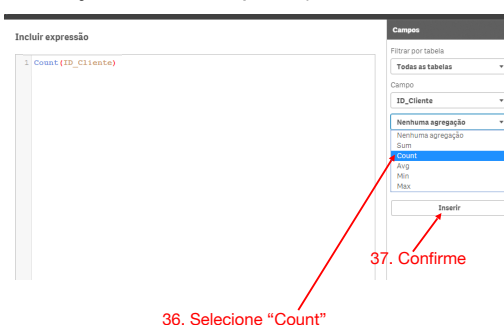 Incluir expressão
1 Count(ID_Cliente)
Campos
Filtrar por tabela
Todas as tabelas
Campo
ID_Cliente
Nenhuma agregação
Nenhuma agregação
Sum
Count
Avg
Min
Max
Inserir
37. Confirme
36. Selecione “Count”